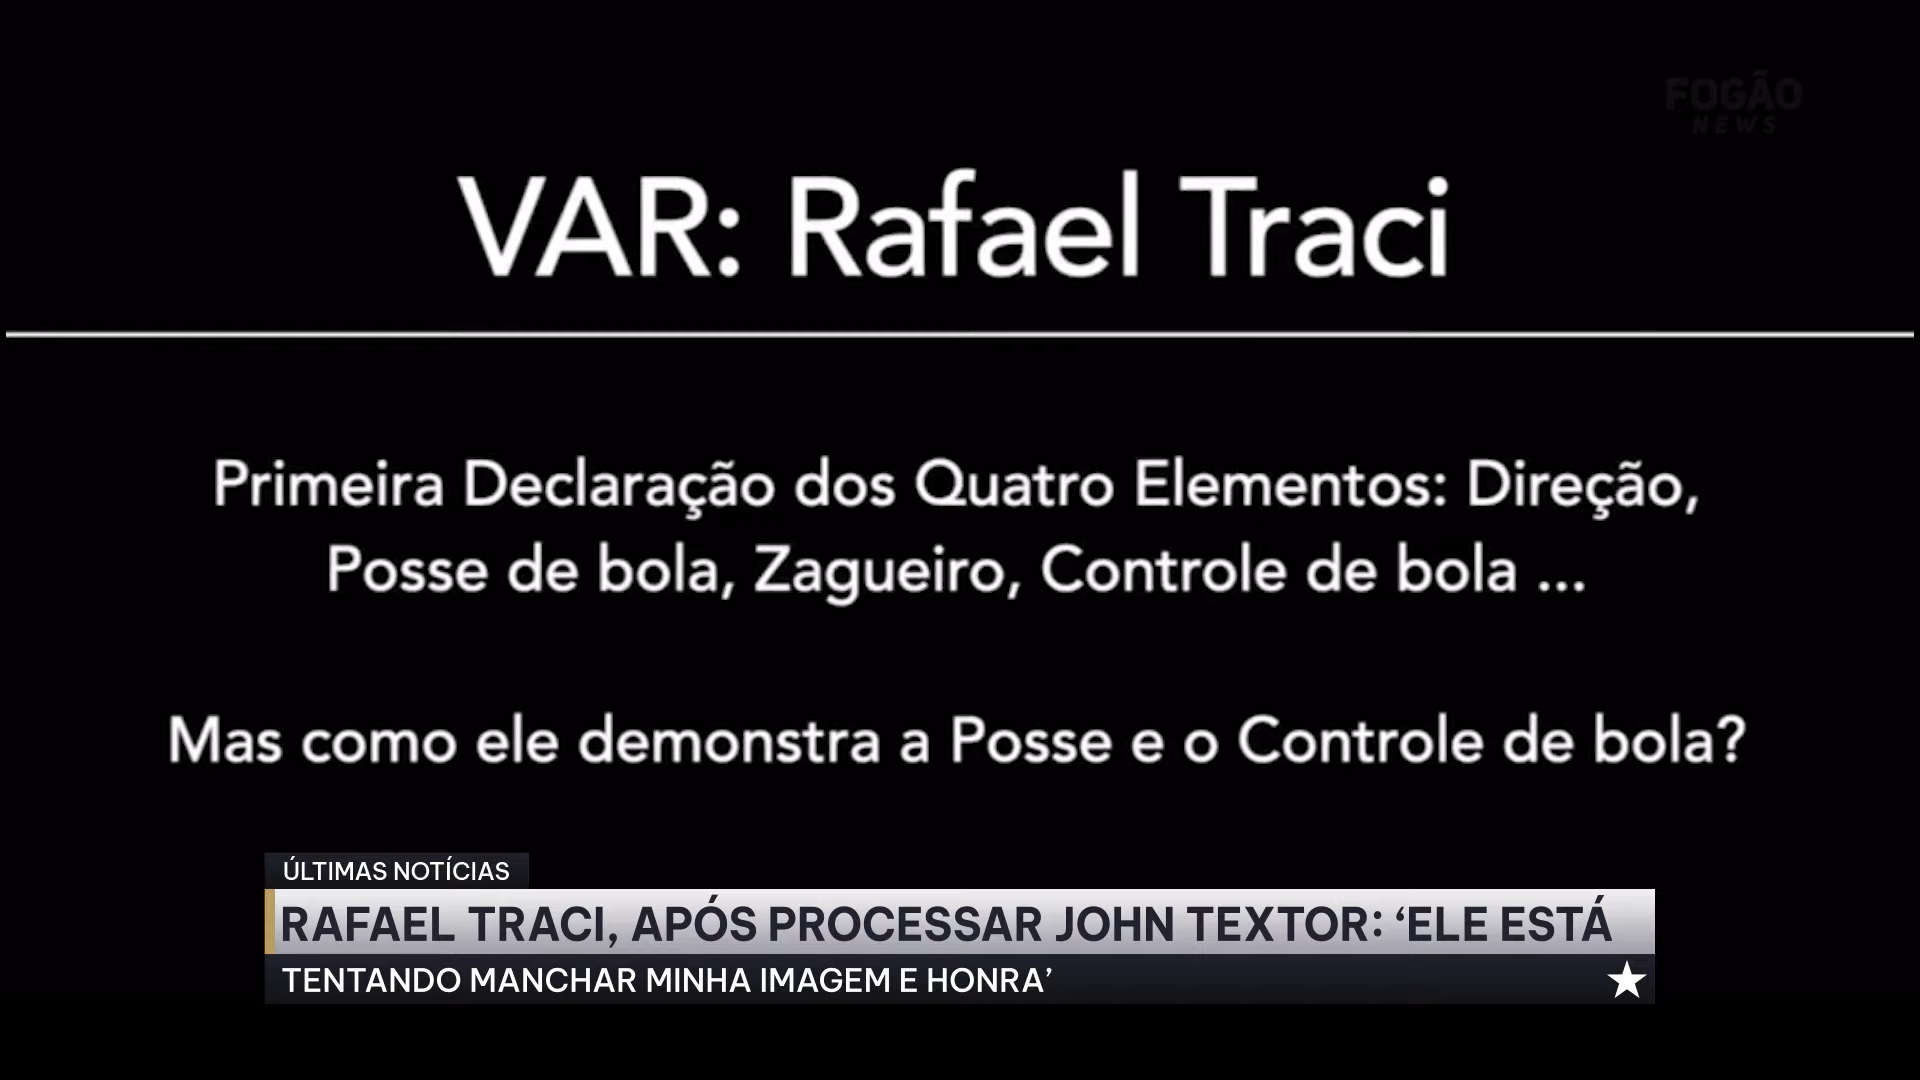 FOGÃO
NEWS
VAR: Rafael Traci
Primeira Declaração dos Quatro Elementos: Direção,
Posse de bola, Zagueiro, Controle de bola ...
Mas como ele demonstra a Posse e o Controle de bola?
ÚLTIMAS NOTÍCIAS
RAFAEL TRACI, APÓS PROCESSAR JOHN TEXTOR: ‘ELE ESTÁ
TENTANDO MANCHAR MINHA IMAGEM E HONRA’